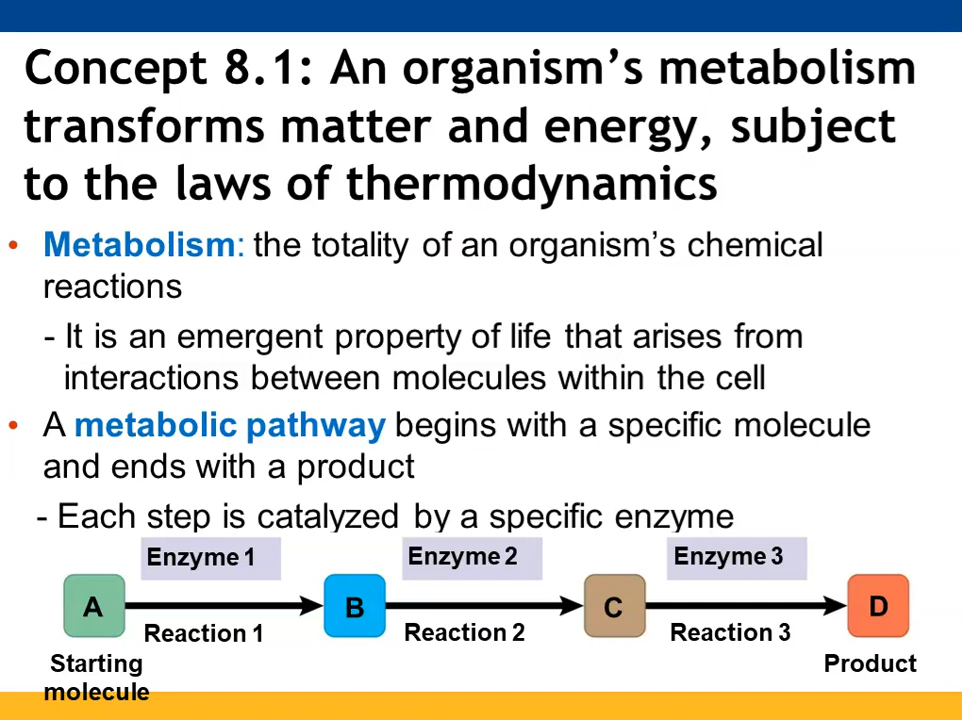 Concept 8.1: An organism’s metabolism
transforms matter and energy, subject
to the laws of thermodynamics
• Metabolism: the totality of an organism’s chemical
reactions
- It is an emergent property of life that arises from
interactions between molecules within the cell
• A metabolic pathway begins with a specific molecule
and ends with a product
- Each step is catalyzed by a specific enzyme
Enzyme 1 Enzyme 2 Enzyme 3
A B C D
Reaction 1 Reaction 2 Reaction 3
Starting
molecule
Product